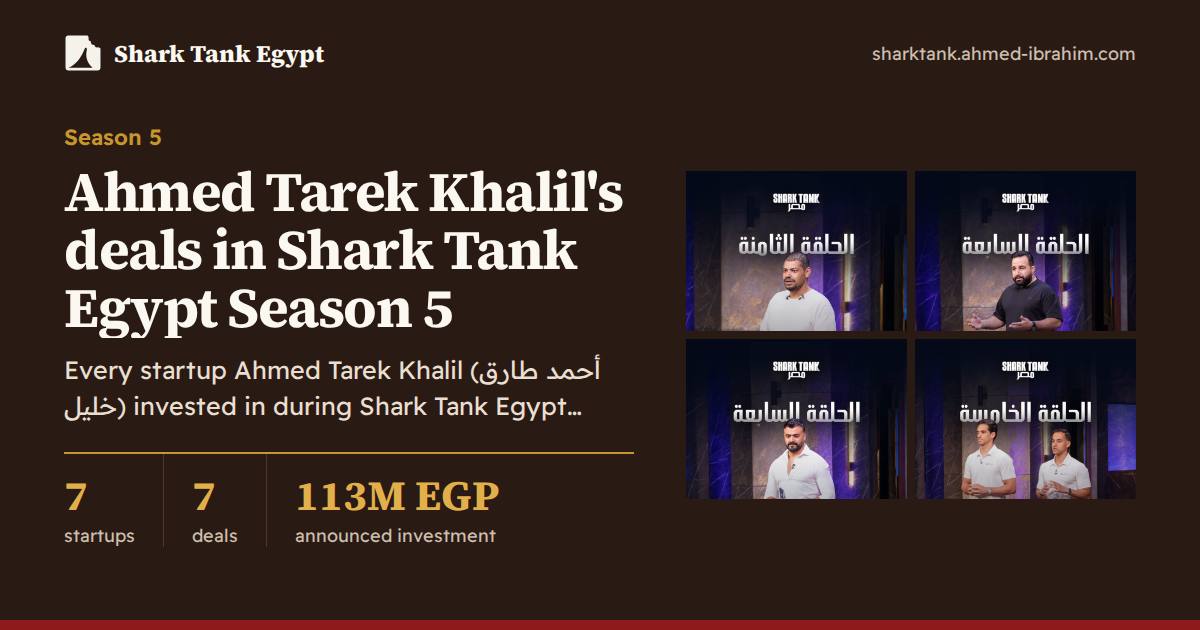 Shark Tank Egypt
sharktank.ahmed-ibrahim.com
Season 5
Ahmed Tarek Khalil's
deals in Shark Tank
Egypt Season 5
Every startup Ahmed Tarek Khalil (أحمد طارق
خليل) invested in during Shark Tank Egypt…
7
startups
7
deals
113M EGP
announced investment
SHARK TANK
مصر
الحلقة الثامنة
SHARK TANK
مصر
الحلقة السابعة
SHARK TANK
مصر
الحلقة السابعة
SHARK TANK
مصر
الحلقة الخامسة